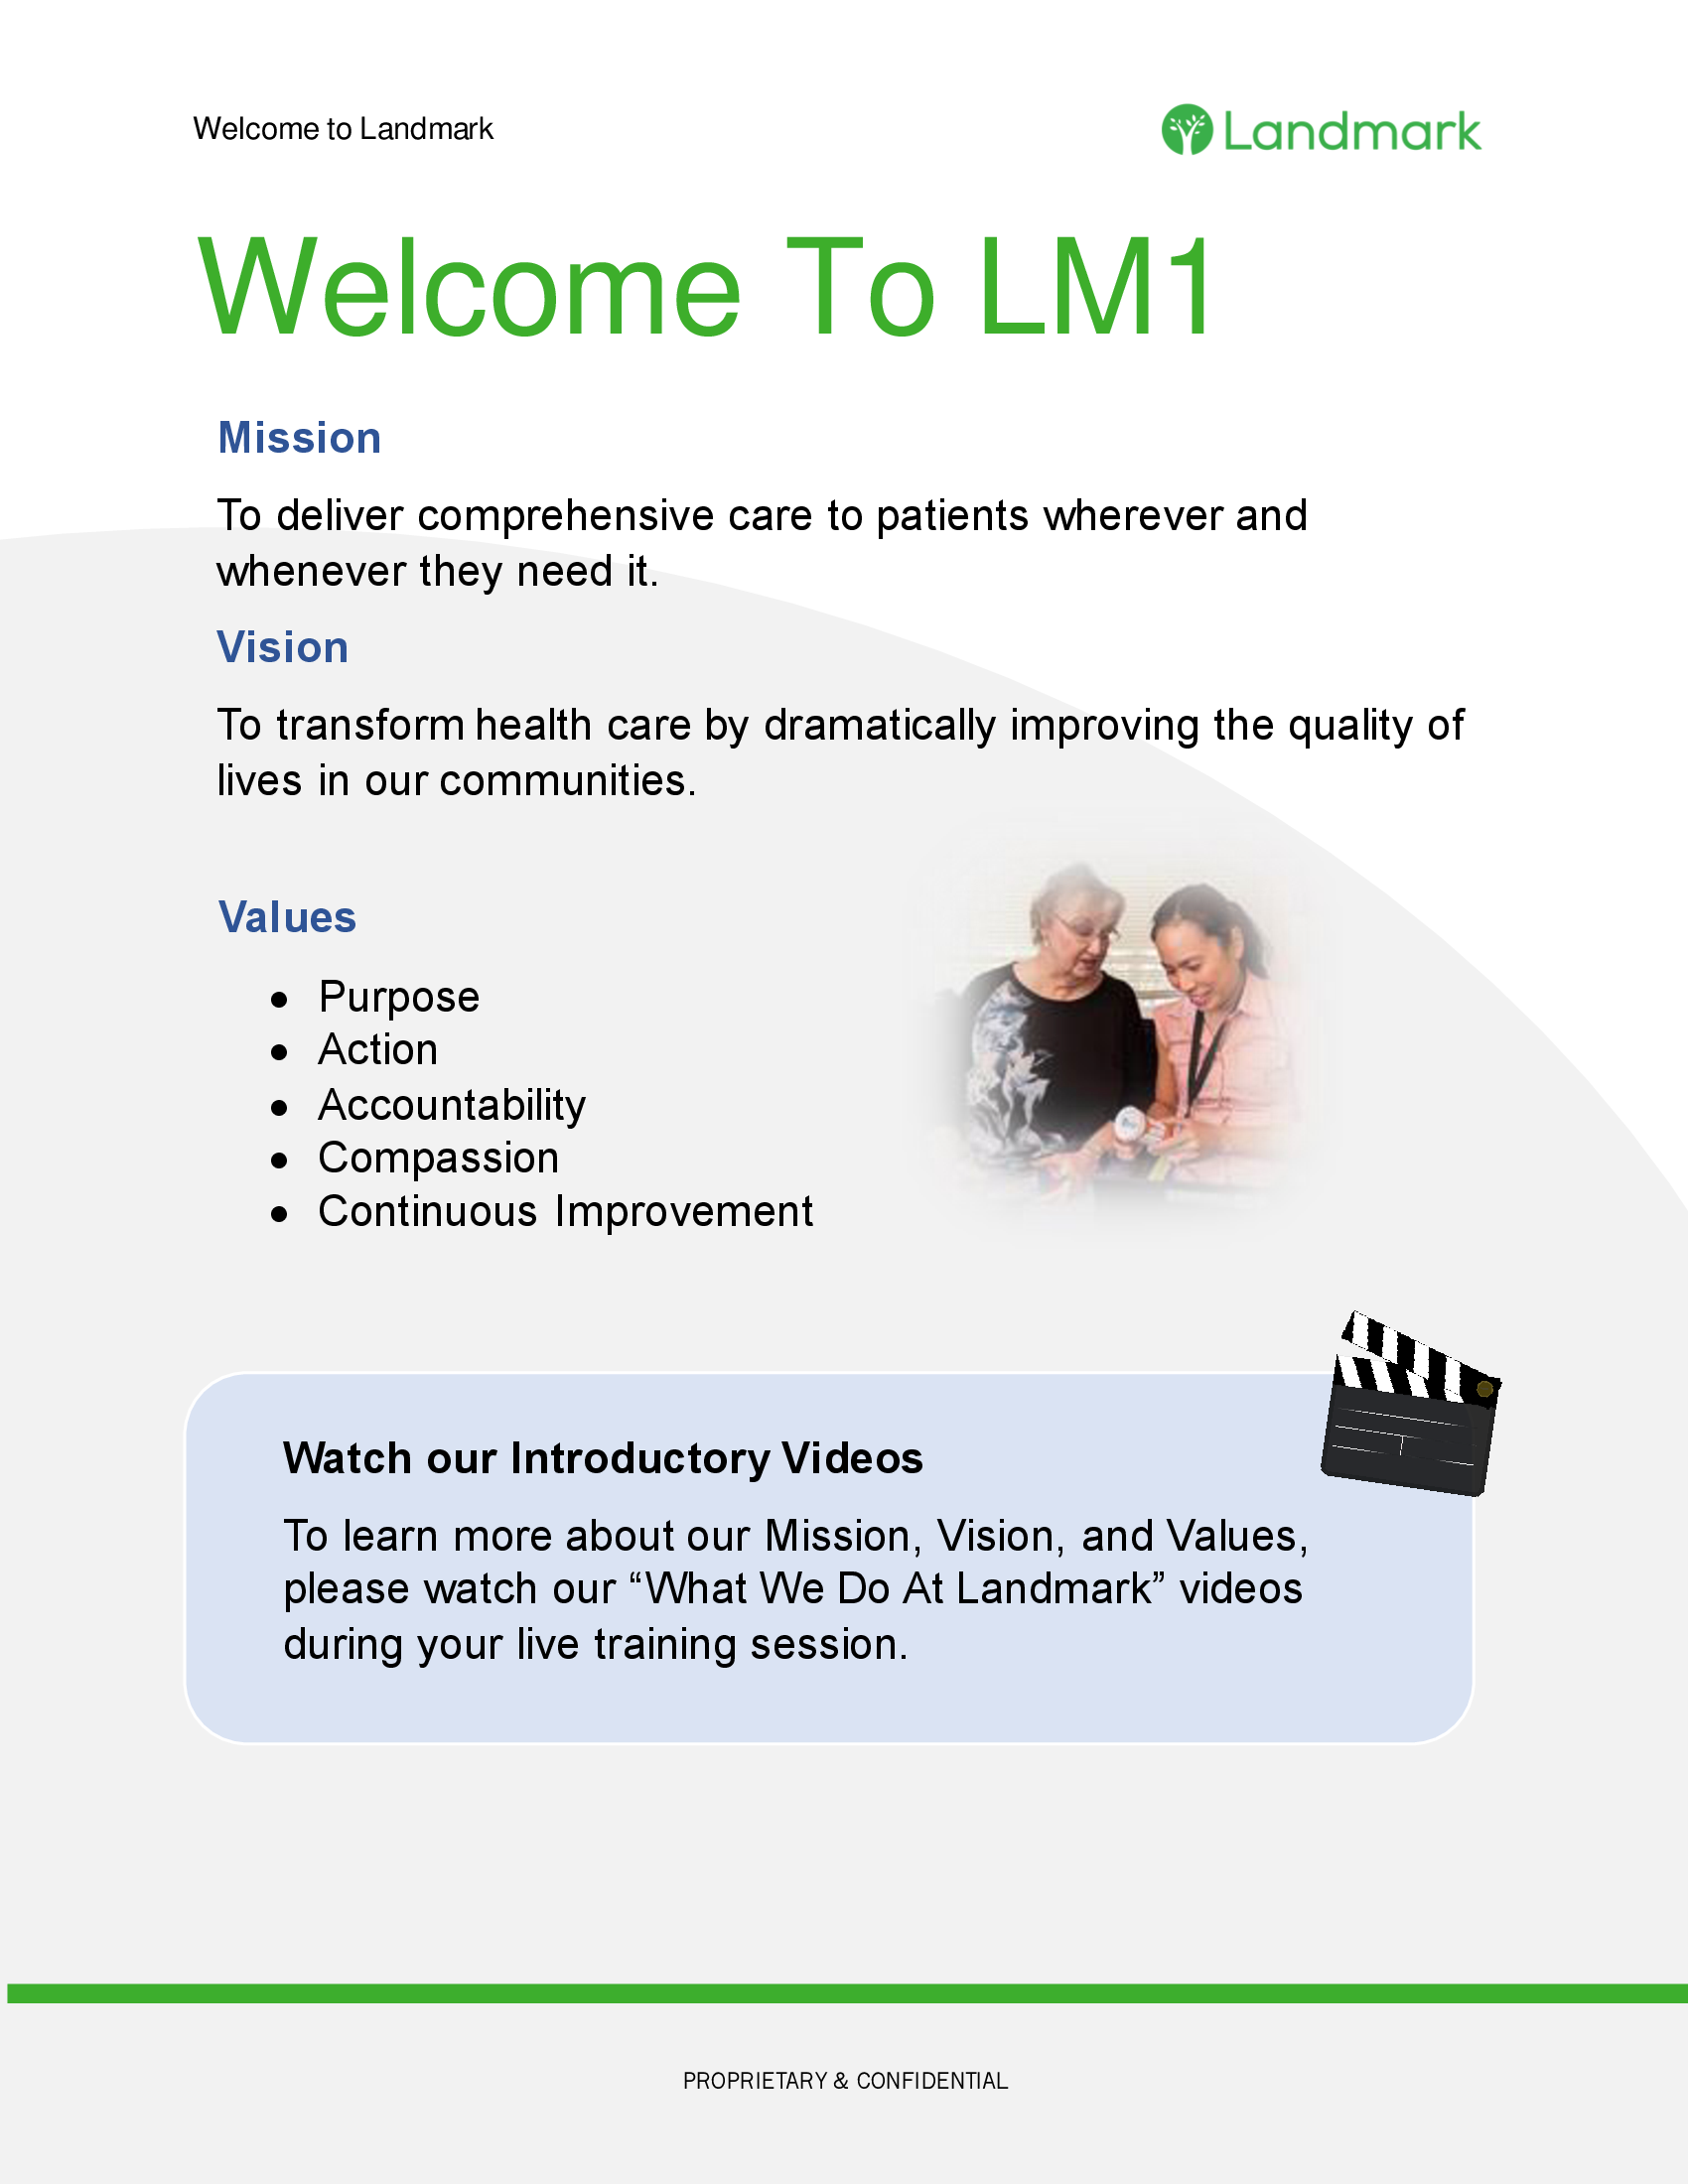 Welcome to Landmark
Landmark
Welcome To LM1
Mission
To deliver comprehensive care to patients wherever and
whenever they need it.
Vision
To transform health care by dramatically improving the quality of
lives in our communities.
Values
• Purpose
• Action
• Accountability
• Compassion
• Continuous Improvement
Watch our Introductory Videos
To learn more about our Mission, Vision, and Values,
please watch our “What We Do At Landmark” videos
during your live training session.
PROPRIETARY & CONFIDENTIAL